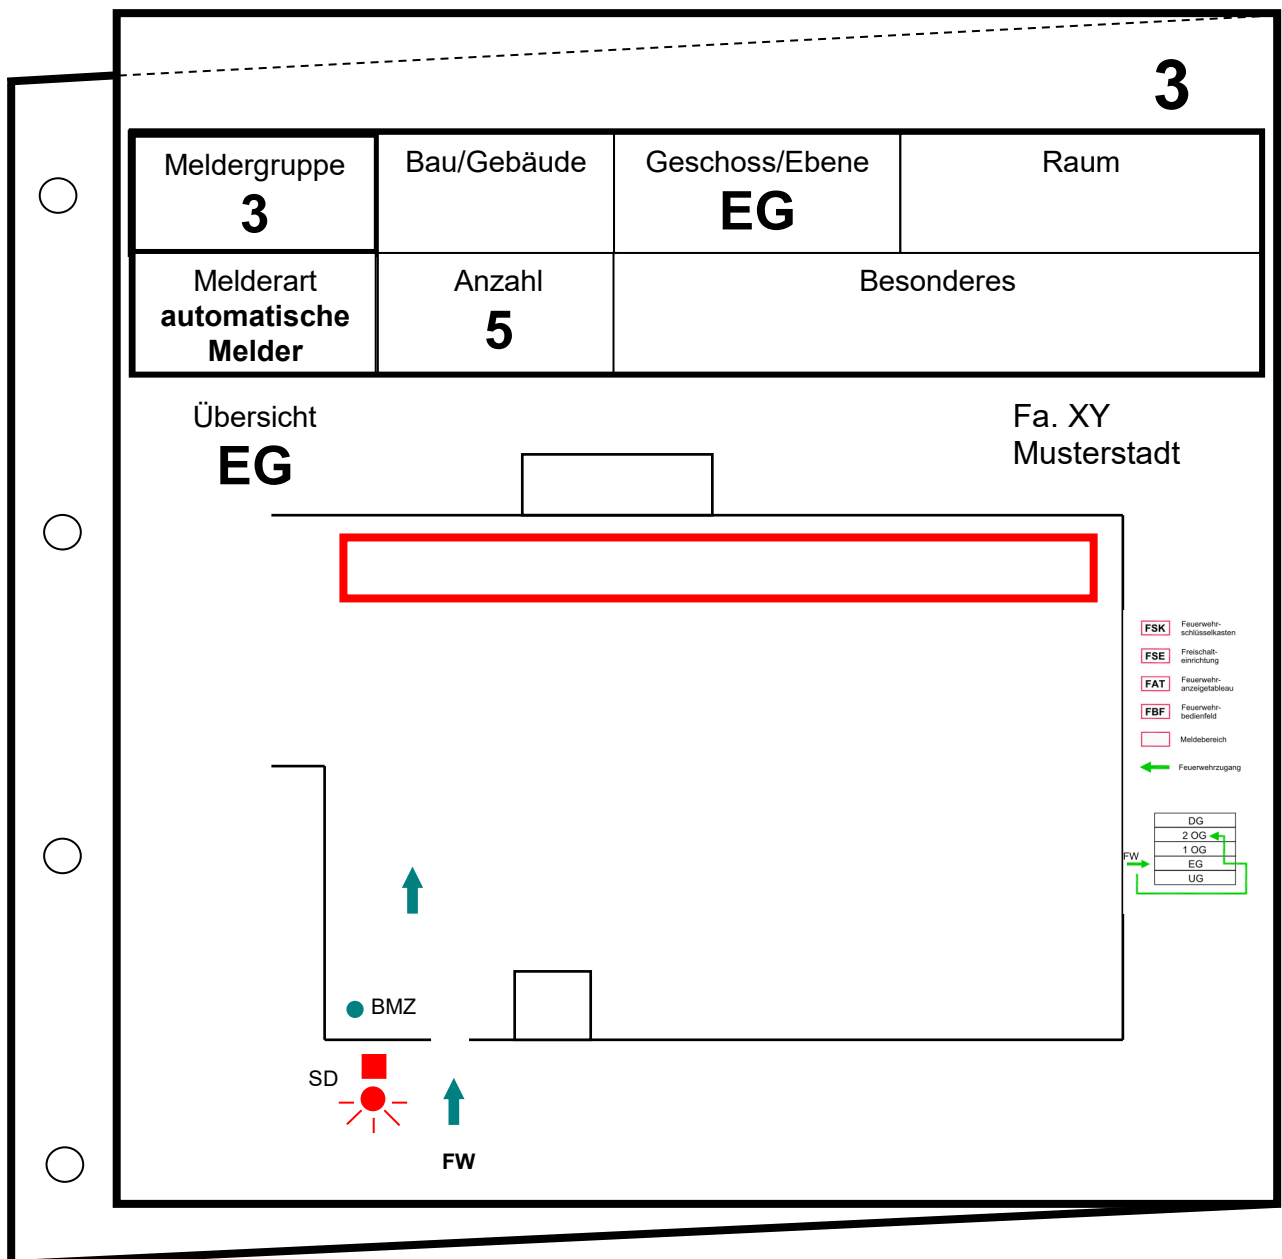 3
Meldergruppe
3
Bau/Gebäude
Geschoss/Ebene
EG
Raum
Melderart
automatische
Melder
Anzahl
5
Besonderes
Übersicht
EG
Fa. XY
Musterstadt
FSK
Feuerwehr-
schlüsselkasten
FSE
Freischalt-
einrichtung
FAT
Feuerwehr-
anzeigetableau
FBF
Feuerwehr-
bedienfeld
Meldebereich
Feuerwehrzugang
DG
2 OG
1 OG
FW
EG
UG
BMZ
SD
FW